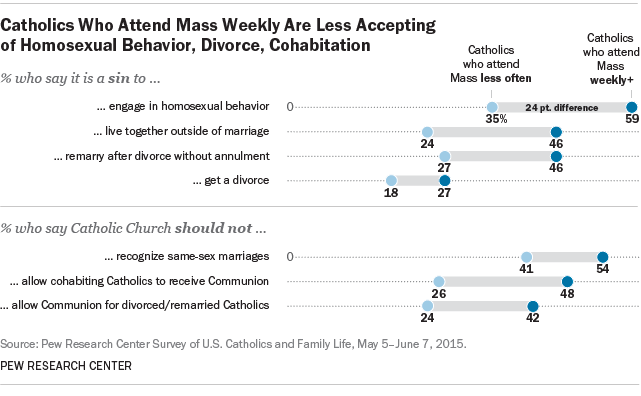 Catholics Who Attend Mass Weekly Are Less Accepting
of Homosexual Behavior, Divorce, Cohabitation
Catholics
who attend
Mass less often
Catholics
who attend
Mass
weekly+
% who say it is a sin to ...
... engage in homosexual behavior 0 24 pt. difference
35% 59
... live together outside of marriage
24 46
... remarry after divorce without annulment
27 46
... get a divorce
18 27
% who say Catholic Church should not ...
... recognize same-sex marriages 0
41 54
... allow cohabiting Catholics to receive Communion
26 48
... allow Communion for divorced/remarried Catholics
24 42
Source: Pew Research Center Survey of U.S. Catholics and Family Life, May 5–June 7, 2015.
PEW RESEARCH CENTER